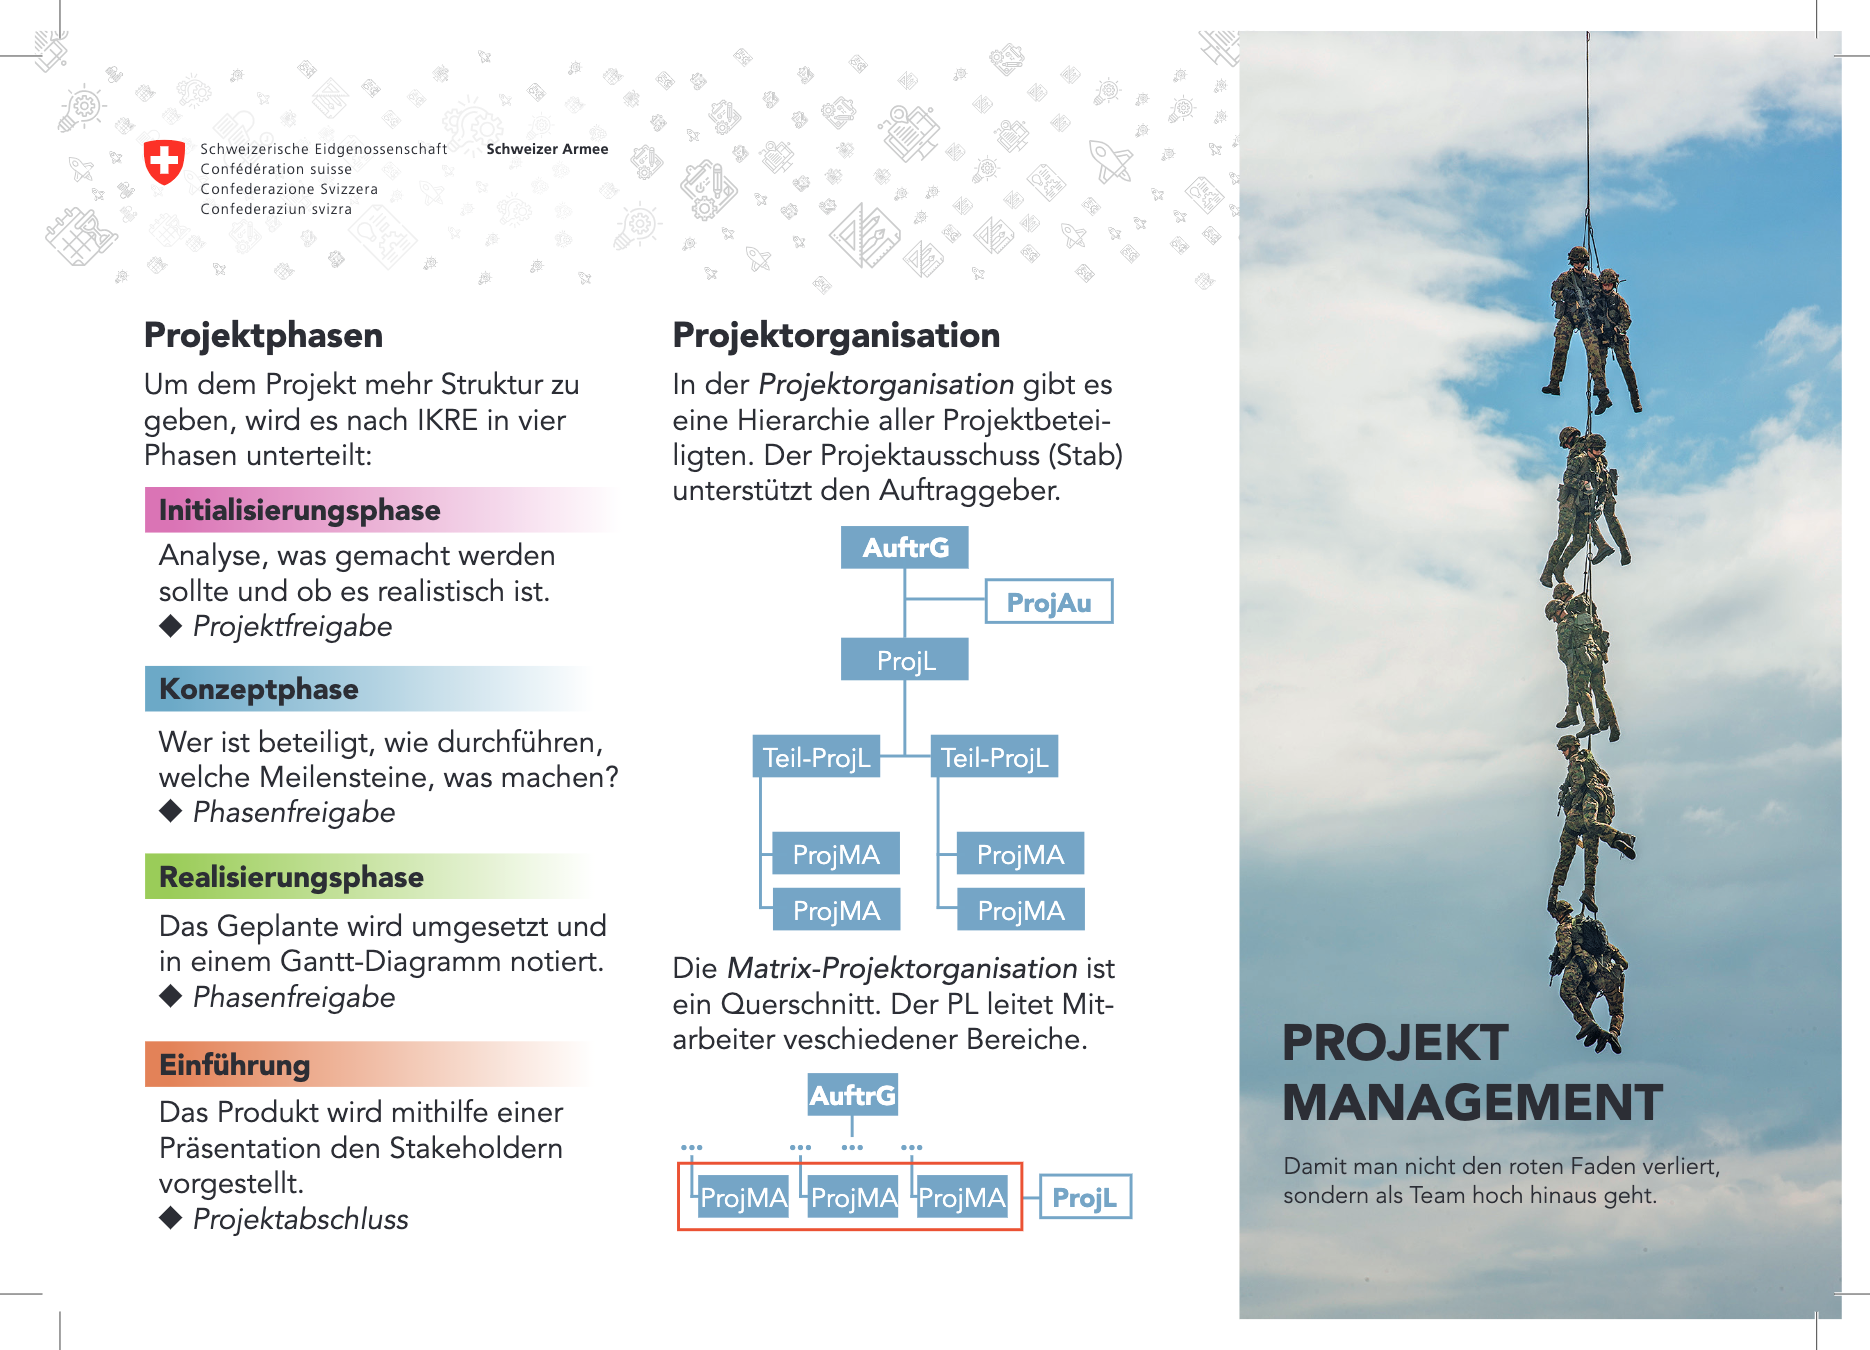 Schweizerische Eidgenossenschaft
Confédération suisse
Confederazione Svizzera
Confederaziun svizra
Schweizer Armee
Projektphasen
Um dem Projekt mehr Struktur zu
geben, wird es nach IKRE in vier
Phasen unterteilt:
Initialisierungsphase
Analyse, was gemacht werden
sollte und ob es realistisch ist.
◆ Projektfreigabe
Konzeptphase
Wer ist beteiligt, wie durchführen,
welche Meilensteine, was machen?
◆ Phasenfreigabe
Realisierungsphase
Das Geplante wird umgesetzt und
in einem Gantt-Diagramm notiert.
◆ Phasenfreigabe
Einführung
Das Produkt wird mithilfe einer
Präsentation den Stakeholdern
vorgestellt.
◆ Projektabschluss
Projektorganisation
In der Projektorganisation gibt es
eine Hierarchie aller Projektbetei-
ligten. Der Projektausschuss (Stab)
unterstützt den Auftraggeber.
AuftrG
ProjAu
ProjL
Teil-ProjL
Teil-ProjL
ProjMA
ProjMA
ProjMA
ProjMA
Die Matrix-Projektorganisation ist
ein Querschnitt. Der PL leitet Mit-
arbeiter veschiedener Bereiche.
AuftrG
... ... ... ...
ProjMA
ProjMA
ProjMA
ProjL
PROJEKT
MANAGEMENT
Damit man nicht den roten Faden verliert,
sondern als Team hoch hinaus geht.